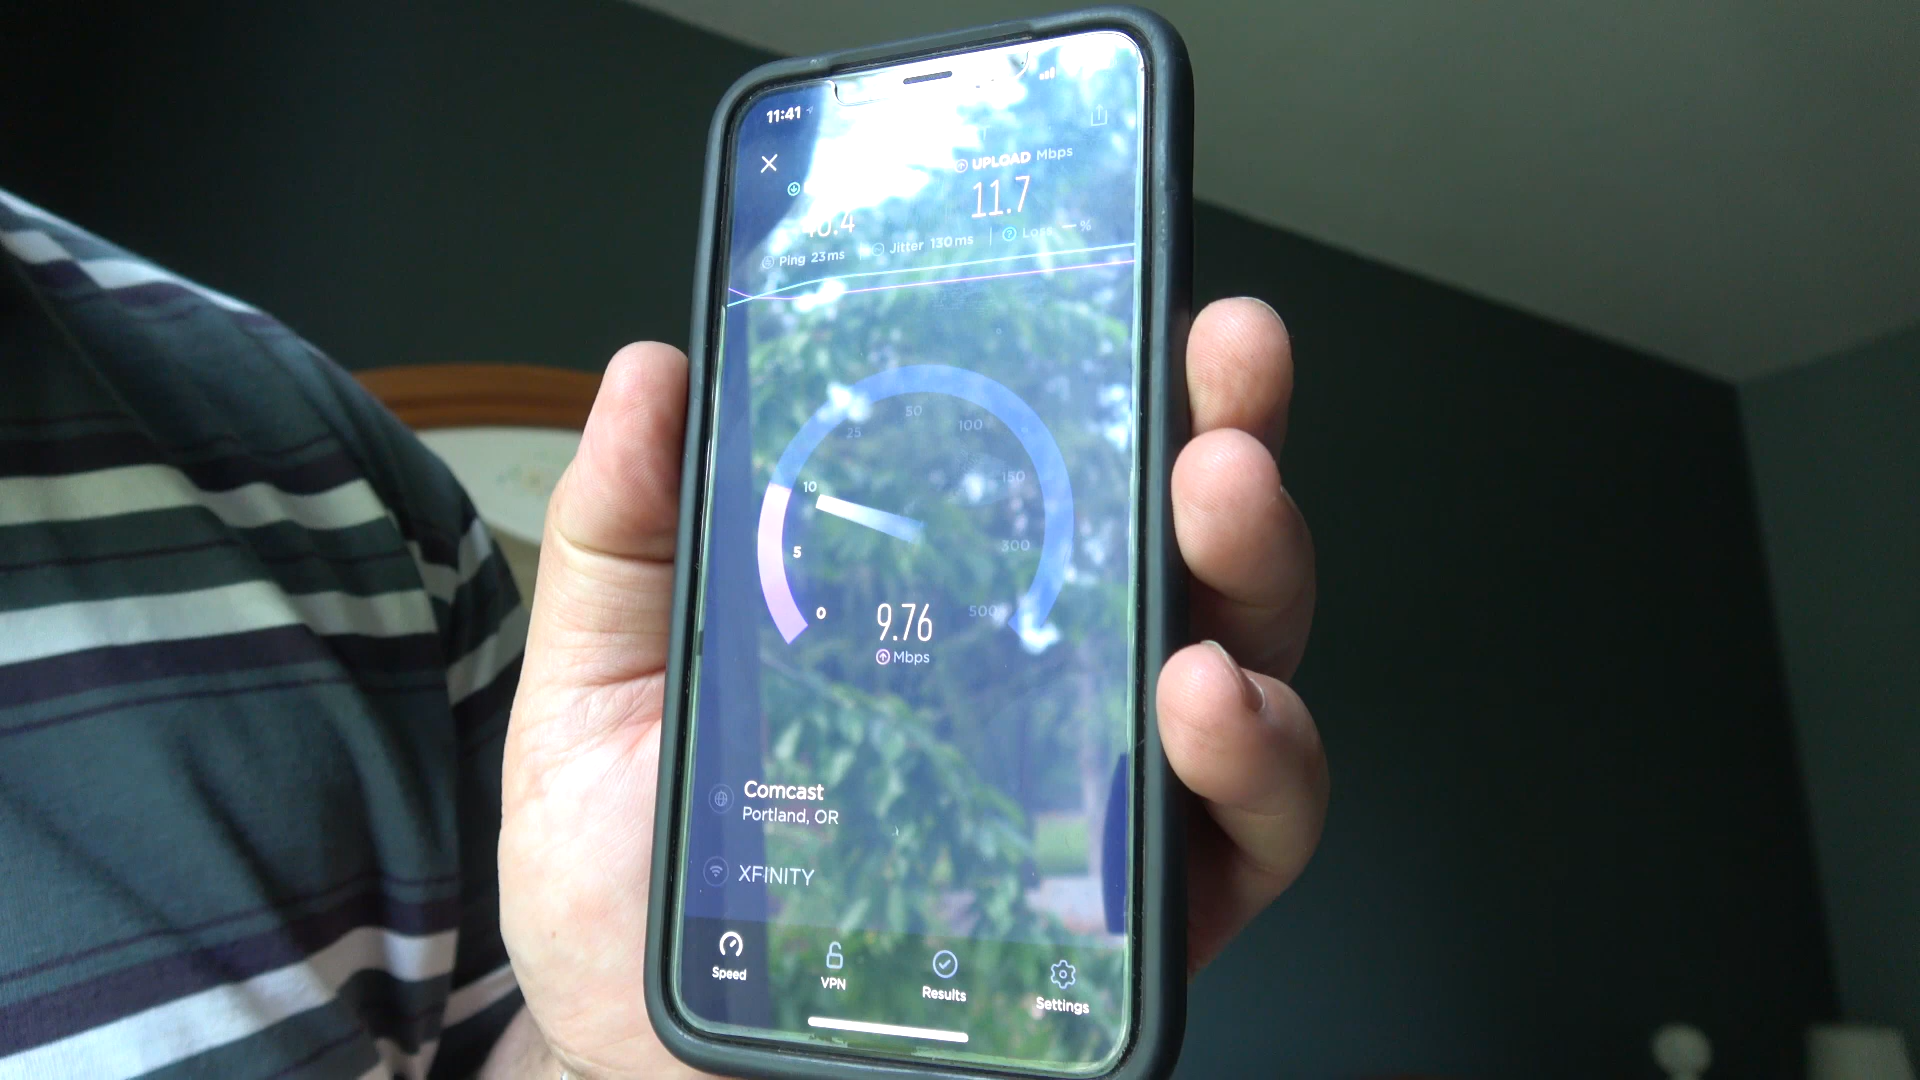 11:41
UPLOAD Mbps
11.7
Ping 23ms Jitter 130ms Loss — %
50
25 100
10 150
5 300
0 500
9.76
Mbps
Comcast
Portland, OR
XFINITY
Speed VPN Results Settings